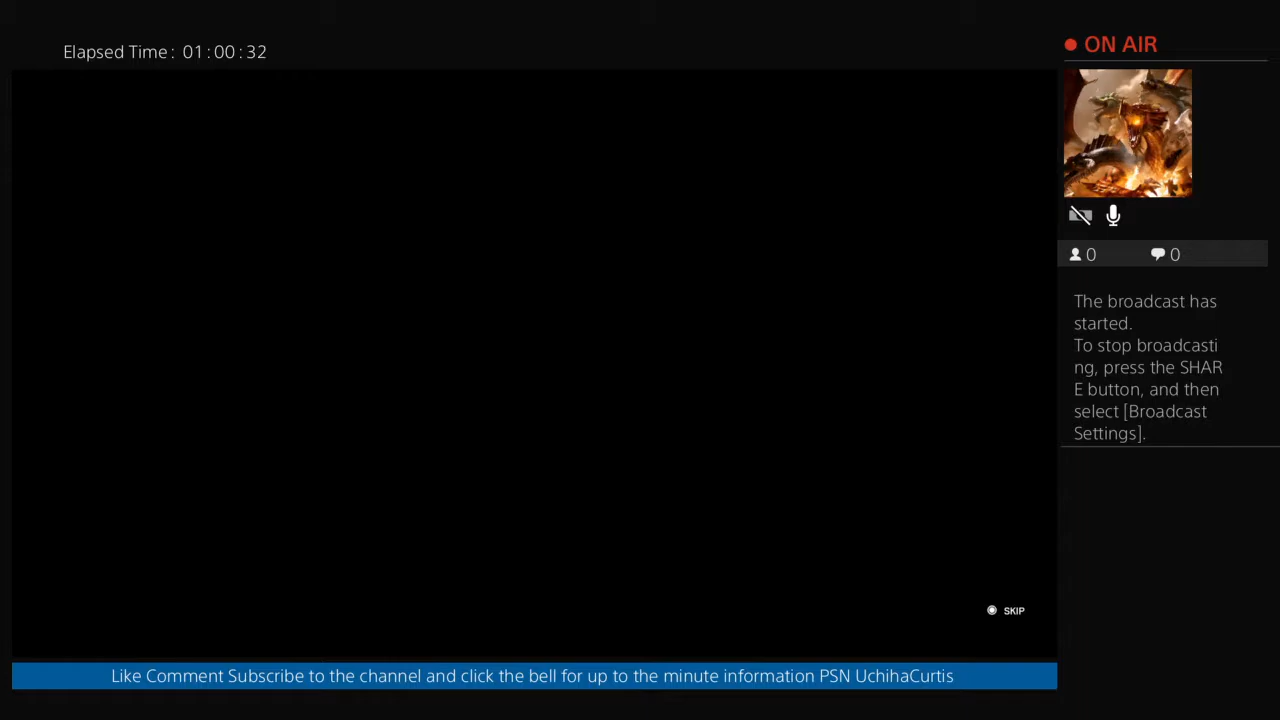 Elapsed Time: 01:00:32
ON AIR
0 0
The broadcast has
started.
To stop broadcasti
ng, press the SHAR
E button, and then
select [Broadcast
Settings].
SKIP
Like Comment Subscribe to the channel and click the bell for up to the minute information PSN UchihaCurtis